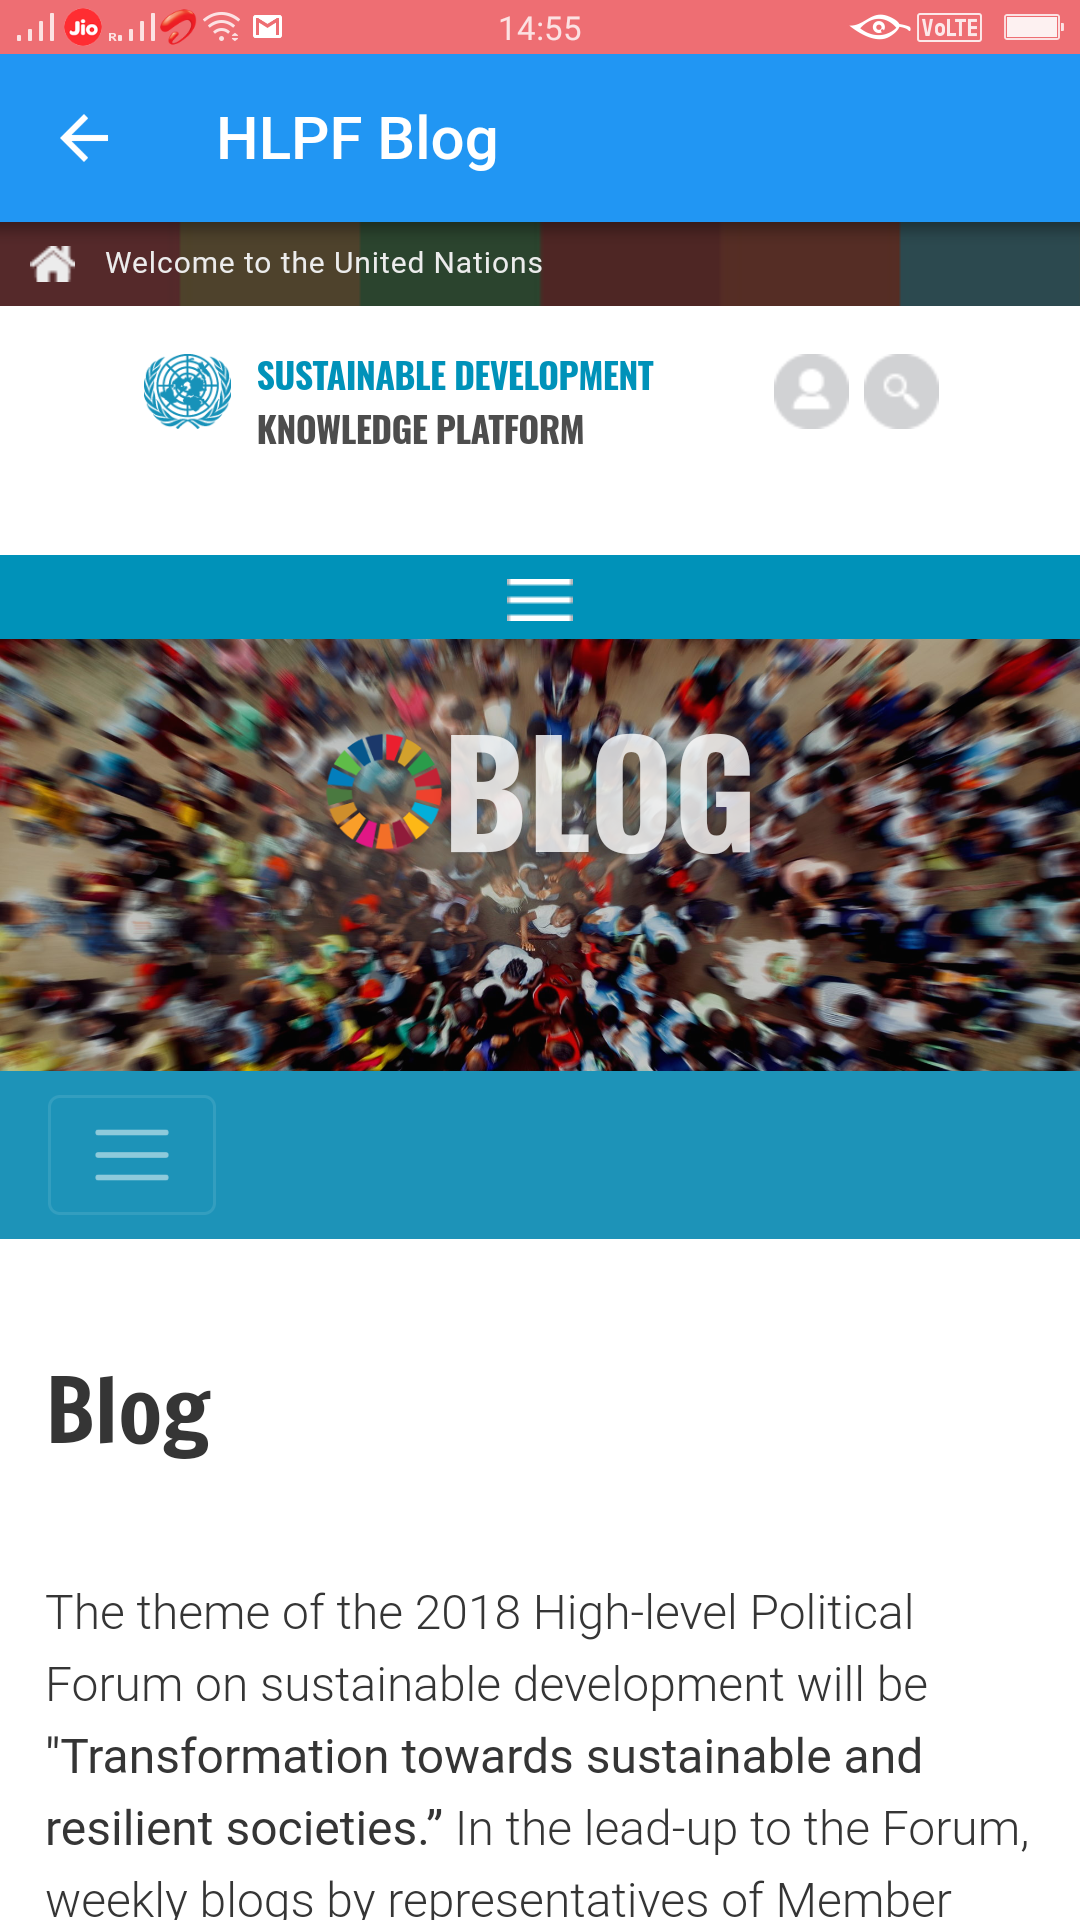 Jio R 14:55 VoLTE
HLPF Blog
Welcome to the United Nations
SUSTAINABLE DEVELOPMENT
KNOWLEDGE PLATFORM
BLOG
Blog
The theme of the 2018 High-level Political
Forum on sustainable development will be
"Transformation towards sustainable and
resilient societies.” In the lead-up to the Forum,
weekly blogs by representatives of Member